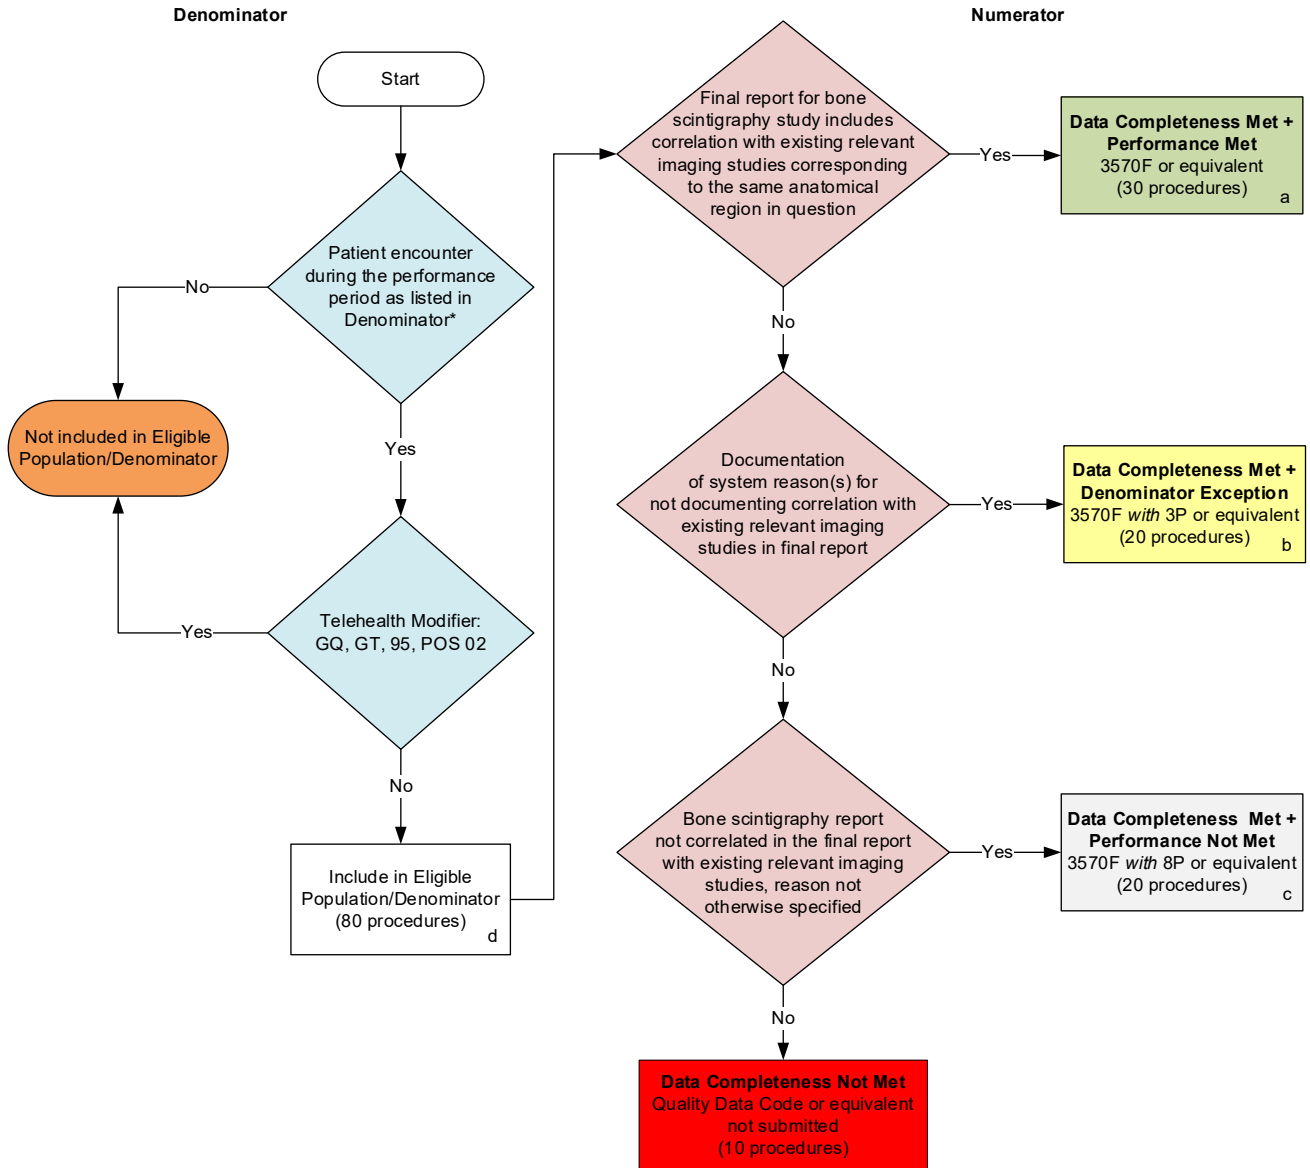 Denominator
Start
Patient encounter
during the performance
period as listed in
Denominator*
No
Not included in Eligible
Population/Denominator
Yes
Telehealth Modifier:
GQ, GT, 95, POS 02
Yes
No
Include in Eligible
Population/Denominator
(80 procedures)
d
Numerator
Final report for bone
scintigraphy study includes
correlation with existing relevant
imaging studies corresponding
to the same anatomical
region in question
Yes
Data Completeness Met +
Performance Met
3570F or equivalent
(30 procedures)
a
No
Documentation
of system reason(s) for
not documenting correlation with
existing relevant imaging
studies in final report
Yes
Data Completeness Met +
Denominator Exception
3570F with 3P or equivalent
(20 procedures)
b
No
Bone scintigraphy report
not correlated in the final report
with existing relevant imaging
studies, reason not
otherwise specified
Yes
Data Completeness Met +
Performance Not Met
3570F with 8P or equivalent
(20 procedures)
c
No
Data Completeness Not Met
Quality Data Code or equivalent
not submitted
(10 procedures)